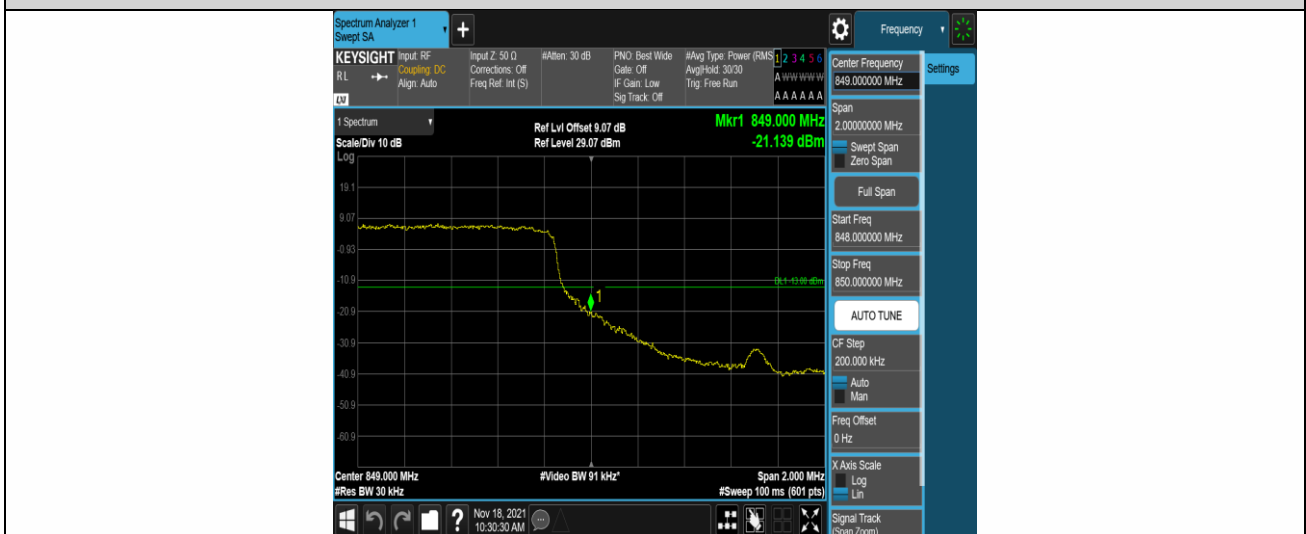 Spectrum Analyzer 1
Swept SA
+
Frequency
KEYSIGHT
RL
LXI
Input: RF
Coupling: DC
Align: Auto
Input Z: 50 Ω
Corrections: Off
Freq Ref: Int (S)
#Atten: 30 dB
PNO: Best Wide
Gate: Off
IF Gain: Low
Sig Track: Off
#Avg Type: Power (RMS
Avg|Hold: 30/30
Trig: Free Run
1 2 3 4 5 6
A W W W W W
A A A A A A
Center Frequency
849.000000 MHz
Settings
Span
2.00000000 MHz
Swept Span
Zero Span
Full Span
Start Freq
848.000000 MHz
Stop Freq
850.000000 MHz
AUTO TUNE
CF Step
200.000 kHz
Auto
Man
Freq Offset
0 Hz
X Axis Scale
Log
Lin
Signal Track
(Span Zoom)
1 Spectrum
Scale/Div 10 dB
Log
Ref Lvl Offset 9.07 dB
Ref Level 29.07 dBm
Mkr1 849.000 MHz
-21.139 dBm
19.1
9.07
-0.93
-10.9
-20.9
-30.9
-40.9
-50.9
-60.9
DL1 -13.00 dBm
1
Center 849.000 MHz
#Res BW 30 kHz
#Video BW 91 kHz*
Span 2.000 MHz
#Sweep 100 ms (601 pts)
?
Nov 18, 2021
10:30:30 AM